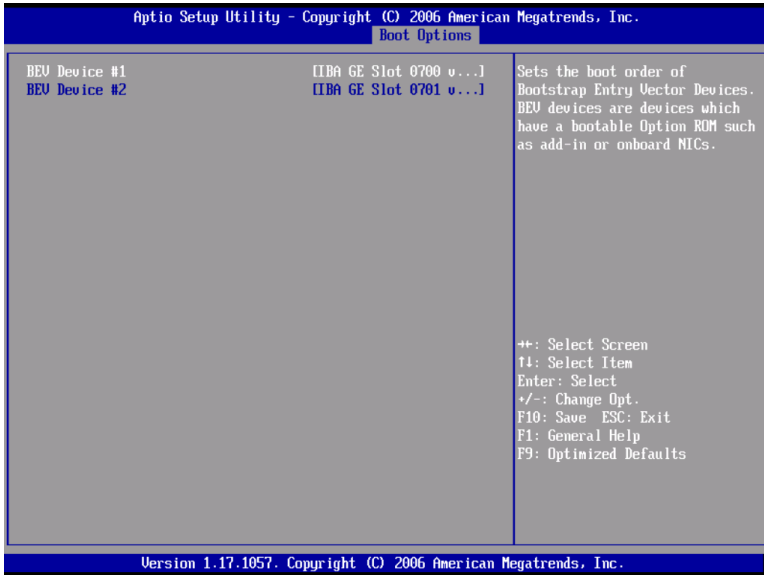 Aptio Setup Utility - Copyright (C) 2006 American Megatrends, Inc.
Boot Options
BEV Device #1 [IBA GE Slot 0700 v...]
BEV Device #2 [IBA GE Slot 0701 v...]
Sets the boot order of
Bootstrap Entry Vector Devices.
BEV devices are devices which
have a bootable Option ROM such
as add-in or onboard NICs.
→←: Select Screen
↑↓: Select Item
Enter: Select
+/-: Change Opt.
F10: Save ESC: Exit
F1: General Help
F9: Optimized Defaults
Version 1.17.1057. Copyright (C) 2006 American Megatrends, Inc.